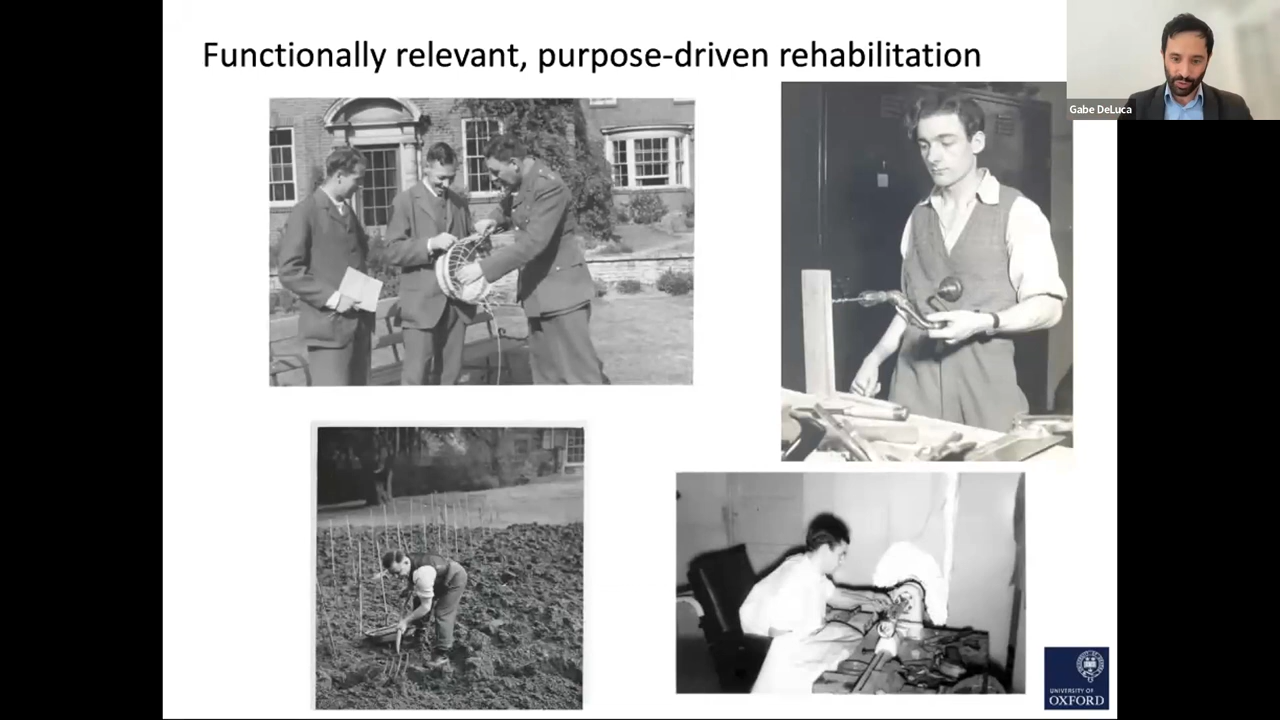 Functionally relevant, purpose-driven rehabilitation
Gabe DeLuca
UNIVERSITY OF
OXFORD